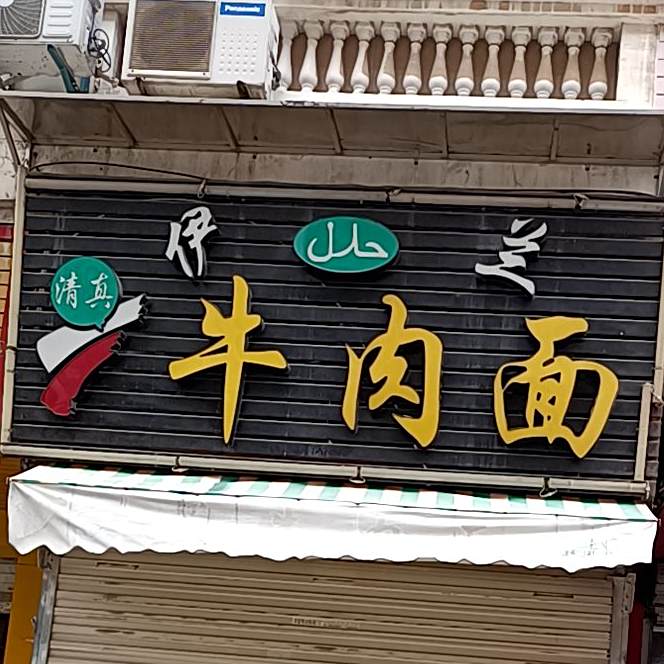 Panasonic
伊 حلال 兰
清真
牛肉面